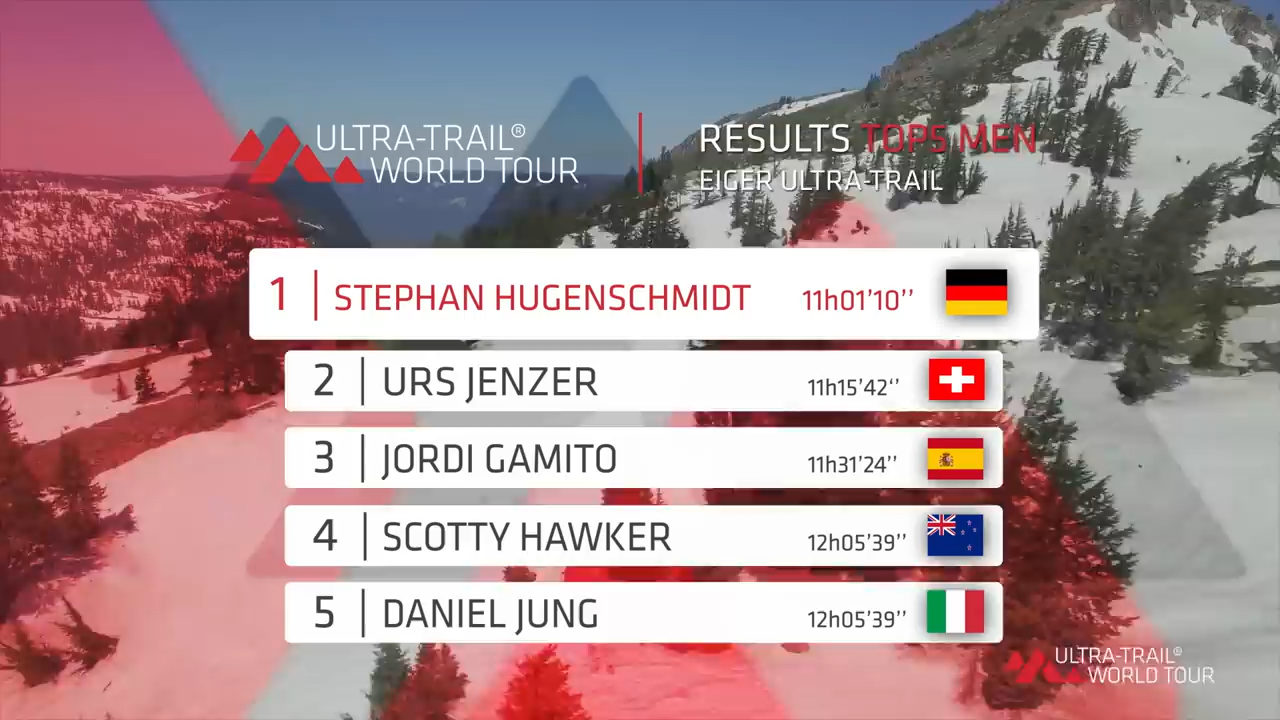 ULTRA-TRAIL®
WORLD TOUR
RESULTS TOP5 MEN
EIGER ULTRA-TRAIL
1 STEPHAN HUGENSCHMIDT 11h01'10''
2 URS JENZER 11h15'42''
3 JORDI GAMITO 11h31'24''
4 SCOTTY HAWKER 12h05'39''
5 DANIEL JUNG 12h05'39''
ULTRA-TRAIL®
WORLD TOUR